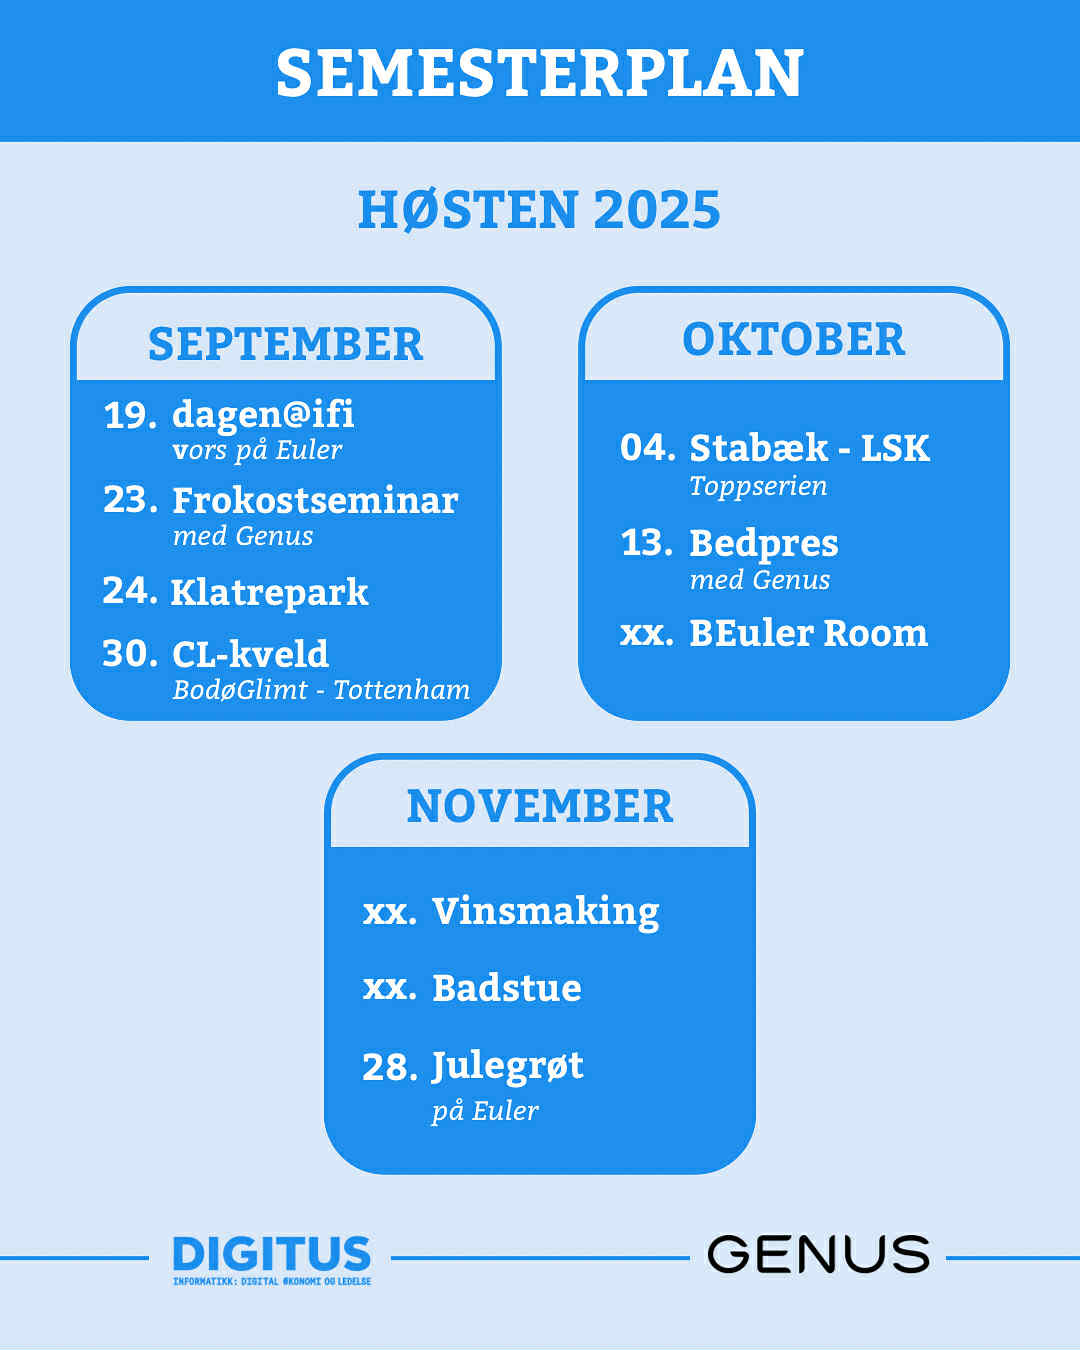 SEMESTERPLAN
HØSTEN 2025
SEPTEMBER
19. dagen@ifi
vors på Euler
23. Frokostseminar
med Genus
24. Klatrepark
30. CL-kveld
BodøGlimt - Tottenham
OKTOBER
04. Stabæk - LSK
Toppserien
13. Bedpres
med Genus
xx. BEuler Room
NOVEMBER
xx. Vinsmaking
xx. Badstue
28. Julegrøt
på Euler
DIGITUS
INFORMATIKK: DIGITAL ØKONOMI OG LEDELSE
GENUS